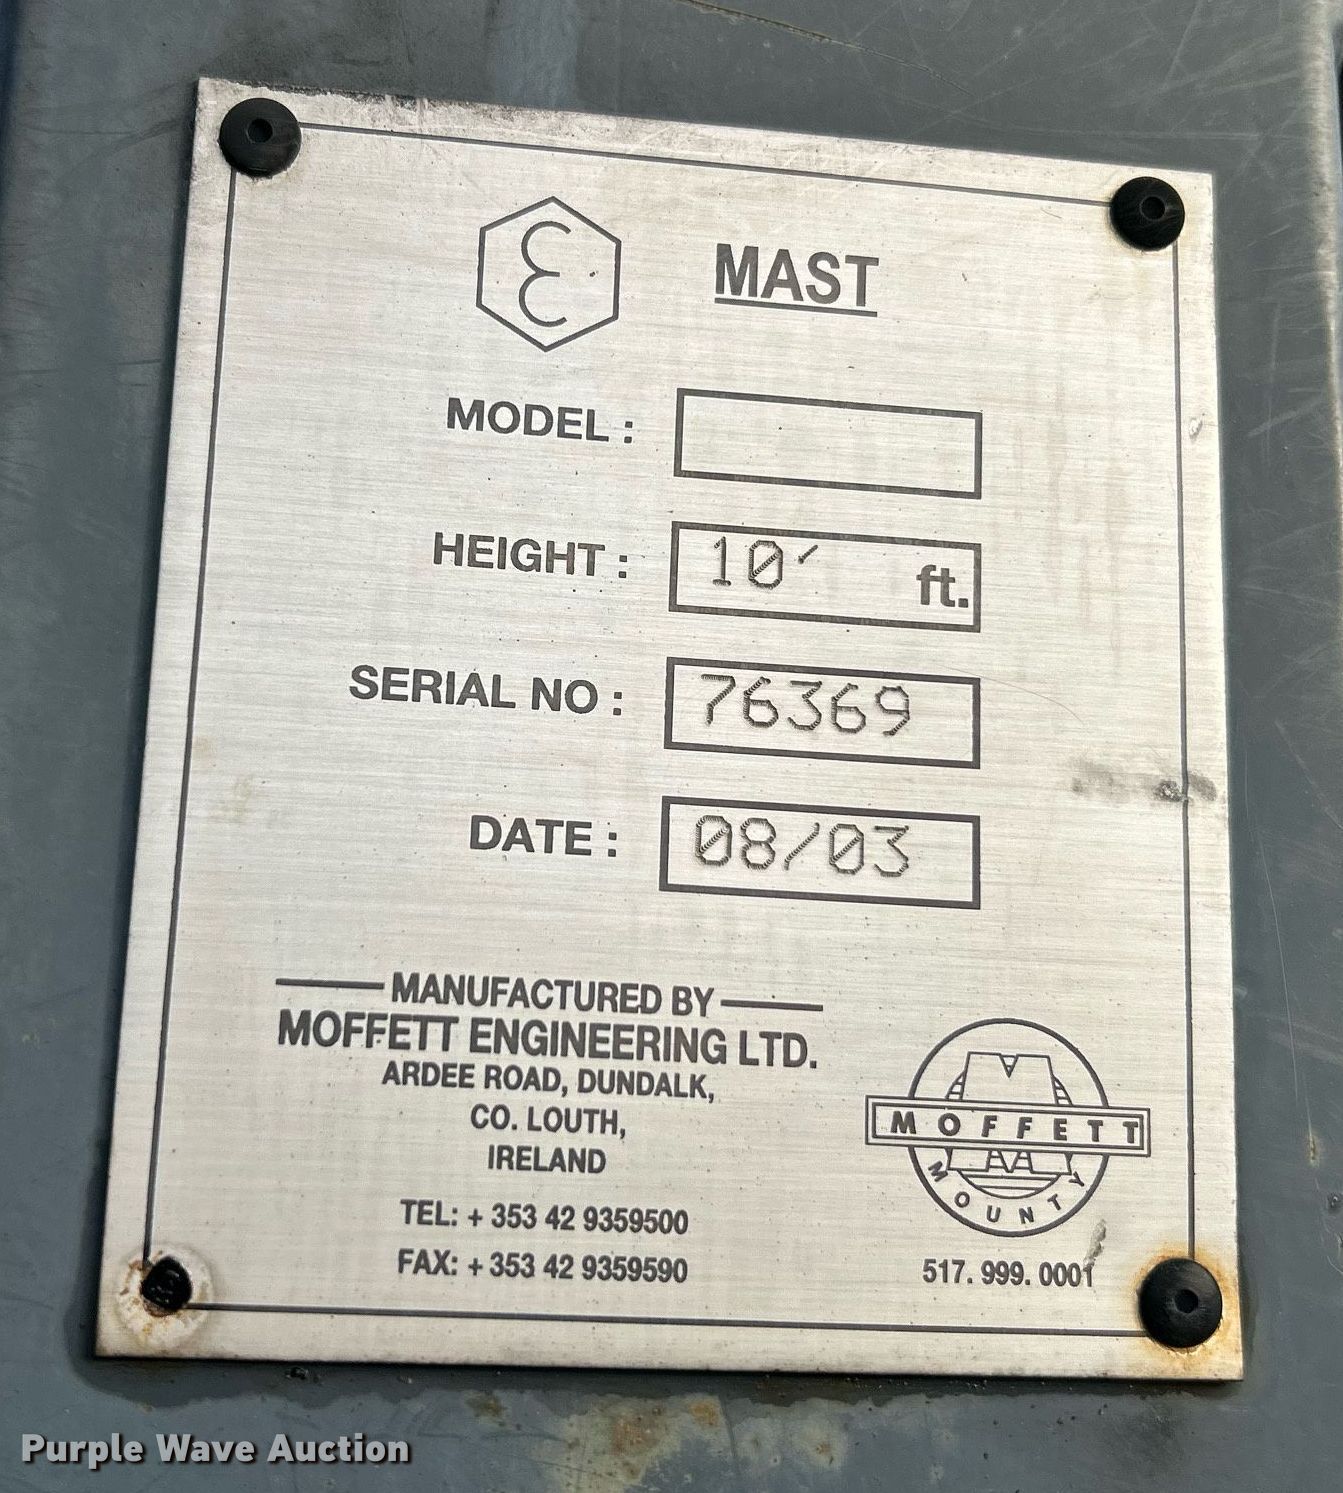 MAST
MODEL :
HEIGHT : 10' ft.
SERIAL NO : 76369
DATE : 08/03
MANUFACTURED BY
MOFFETT ENGINEERING LTD.
ARDEE ROAD, DUNDALK,
CO. LOUTH,
IRELAND
TEL: + 353 42 9359500
FAX: + 353 42 9359590
MOFFETT
MOUNTY
517. 999. 0001
Purple Wave Auction